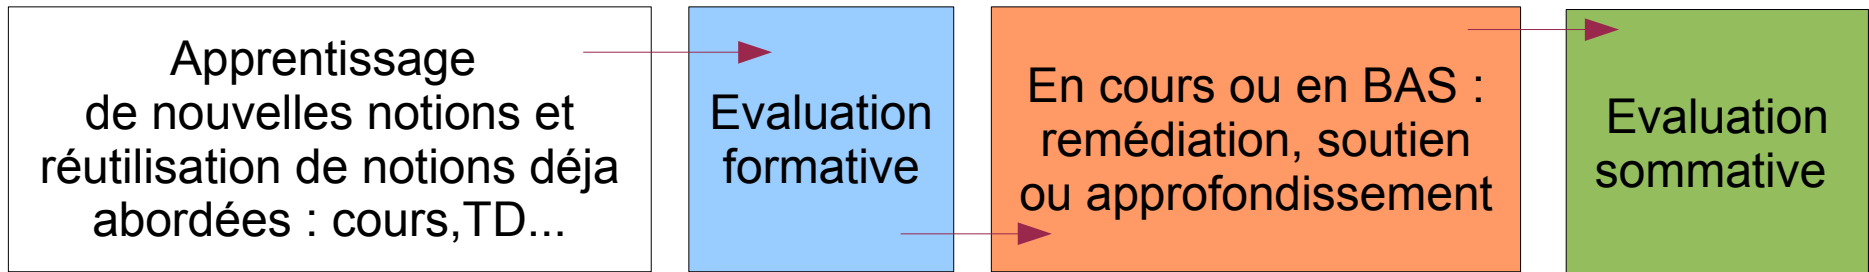 Apprentissage
de nouvelles notions et
réutilisation de notions déja
abordées : cours,TD...
Evaluation
formative
En cours ou en BAS :
remédiation, soutien
ou approfondissement
Evaluation
sommative